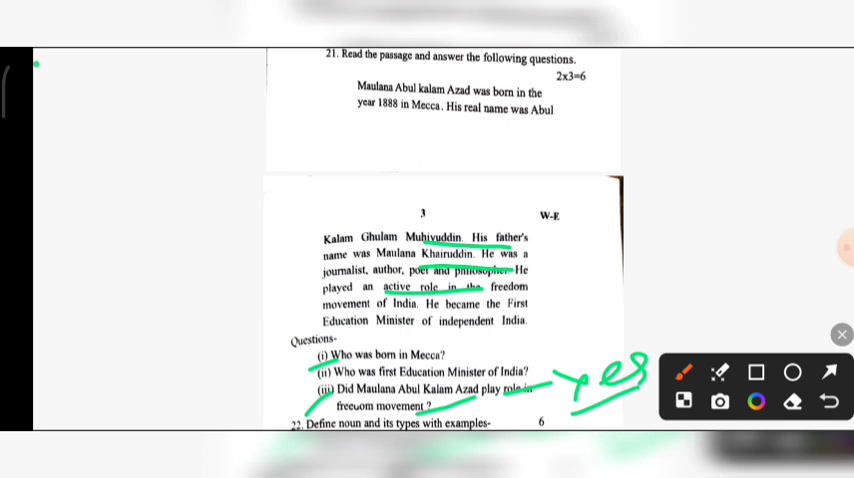 21. Read the passage and answer the following questions.
2x3=6
Maulana Abul kalam Azad was born in the
year 1888 in Mecca. His real name was Abul
3
W-E
Kalam Ghulam Muhiyuddin. His father's
name was Maulana Khairuddin. He was a
journalist, author, poet and philosopher. He
played an active role in the freedom
movement of India. He became the First
Education Minister of independent India.
Questions-
(i) Who was born in Mecca?
(ii) Who was first Education Minister of India?
(iii) Did Maulana Abul Kalam Azad play role in
freedom movement ?
yes
22. Define noun and its types with examples-
6